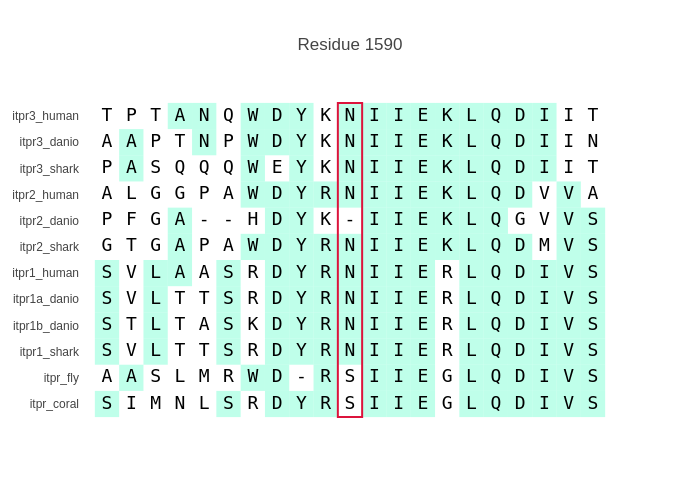 Residue 1590
itpr3_human T P T A N Q W D Y K N I I E K L Q D I I T
itpr3_danio A A P T N P W D Y K N I I E K L Q D I I N
itpr3_shark P A S Q Q Q W E Y K N I I E K L Q D I I T
itpr2_human A L G G P A W D Y R N I I E K L Q D V V A
itpr2_danio P F G A - - H D Y K - I I E K L Q G V V S
itpr2_shark G T G A P A W D Y R N I I E K L Q D M V S
itpr1_human S V L A A S R D Y R N I I E R L Q D I V S
itpr1a_danio S V L T T S R D Y R N I I E R L Q D I V S
itpr1b_danio S T L T A S K D Y R N I I E R L Q D I V S
itpr1_shark S V L T T S R D Y R N I I E R L Q D I V S
itpr_fly A A S L M R W D - R S I I E G L Q D I V S
itpr_coral S I M N L S R D Y R S I I E G L Q D I V S